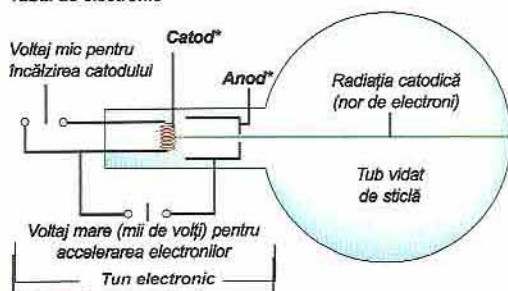 Catod*
Voltaj mic pentru
încălzirea catodului
Anod*
Radiația catodică
(nor de electroni)
Tub vidat
de sticlă
Voltaj mare (mii de volți) pentru
accelerarea electronilor
Tun electronic